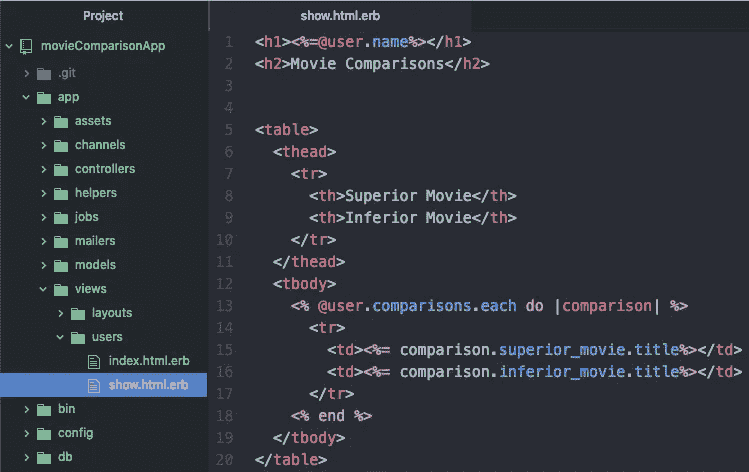 Project
movieComparisonApp
.git
app
assets
channels
controllers
helpers
jobs
mailers
models
views
layouts
users
index.html.erb
show.html.erb
bin
config
db
show.html.erb
1 <h1><%=@user.name%></h1>
2 <h2>Movie Comparisons</h2>
3
4
5 <table>
6 <thead>
7 <tr>
8 <th>Superior Movie</th>
9 <th>Inferior Movie</th>
10 </tr>
11 </thead>
12 <tbody>
13 <% @user.comparisons.each do |comparison| %>
14 <tr>
15 <td><%= comparison.superior_movie.title%></td>
16 <td><%= comparison.inferior_movie.title%></td>
17 </tr>
18 <% end %>
19 </tbody>
20 </table>